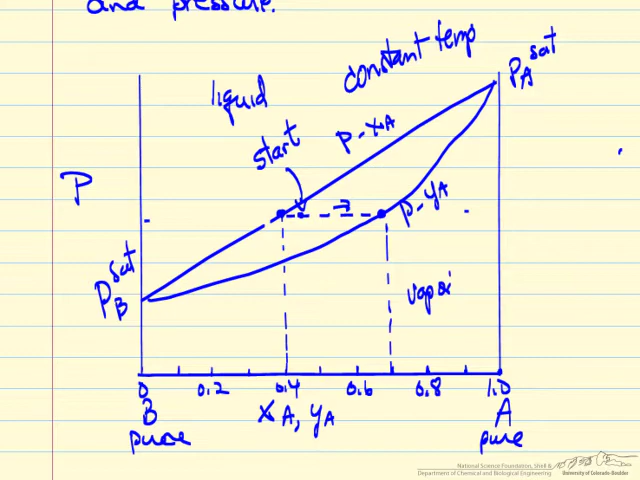 and pressure.
constant temp
P_A^sat
liquid
start
P-x_A
P
P-y_A
P_B^sat
vapor
0 0.2 0.4 0.6 0.8 1.0
B
x_A, y_A
A
pure
pure
National Science Foundation, Shell &
Department of Chemical and Biological Engineering
University of Colorado-Boulder